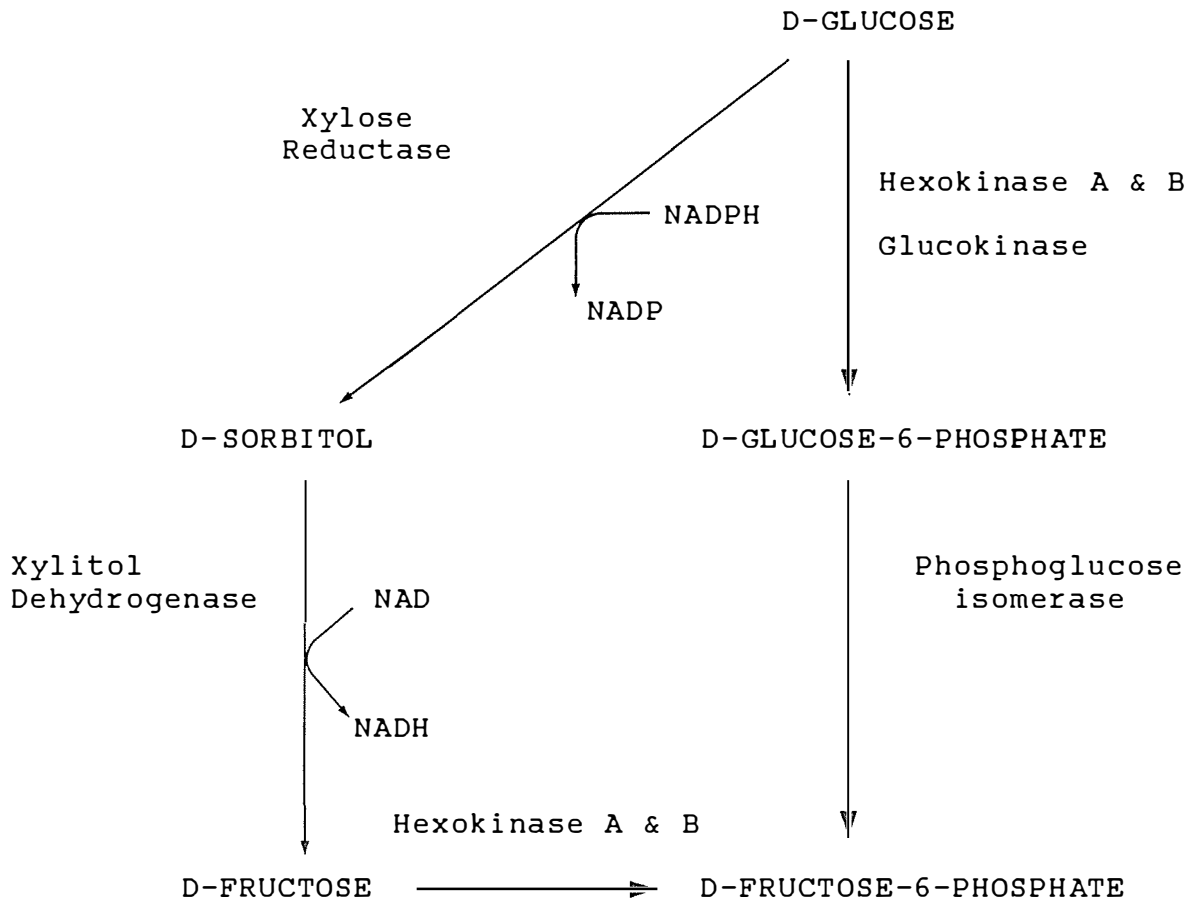 D-GLUCOSE
Xylose
Reductase
Hexokinase A & B
NADPH
Glucokinase
NADP
D-SORBITOL
D-GLUCOSE-6-PHOSPHATE
Xylitol
Dehydrogenase
NAD
Phosphoglucose
isomerase
NADH
Hexokinase A & B
D-FRUCTOSE
D-FRUCTOSE-6-PHOSPHATE